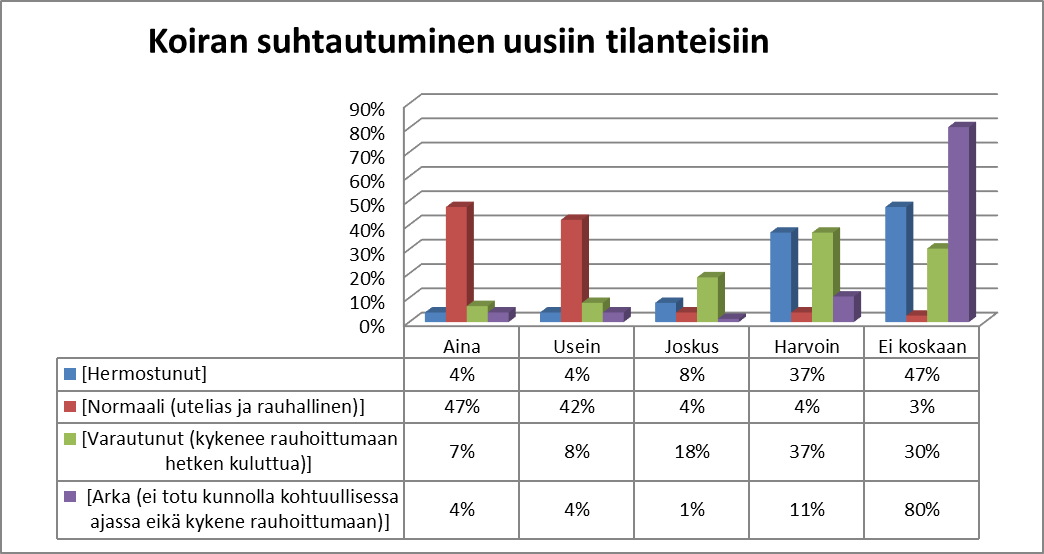 Koiran suhtautuminen uusiin tilanteisiin
90%
80%
70%
60%
50%
40%
30%
20%
10%
0%
Aina Usein Joskus Harvoin Ei koskaan
[Hermostunut] 4% 4% 8% 37% 47%
[Normaali (utelias ja rauhallinen)] 47% 42% 4% 4% 3%
[Varautunut (kykenee rauhoittumaan
hetken kuluttua)] 7% 8% 18% 37% 30%
[Arka (ei totu kunnolla kohtuullisessa
ajassa eikä kykene rauhoittumaan)] 4% 4% 1% 11% 80%